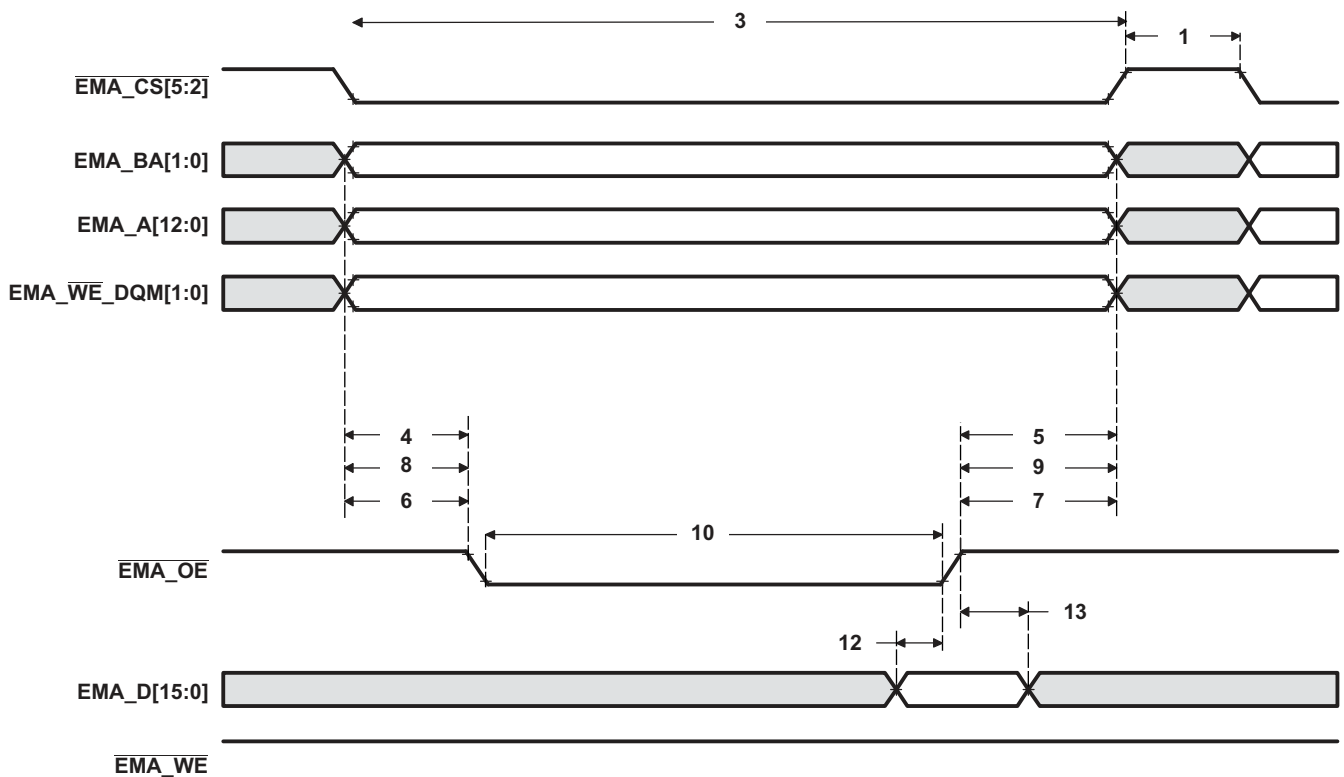 3
1
EMA_CS[5:2]
EMA_BA[1:0]
EMA_A[12:0]
EMA_WE_DQM[1:0]
4 5
8 9
6 7
10
EMA_OE
13
12
EMA_D[15:0]
EMA_WE